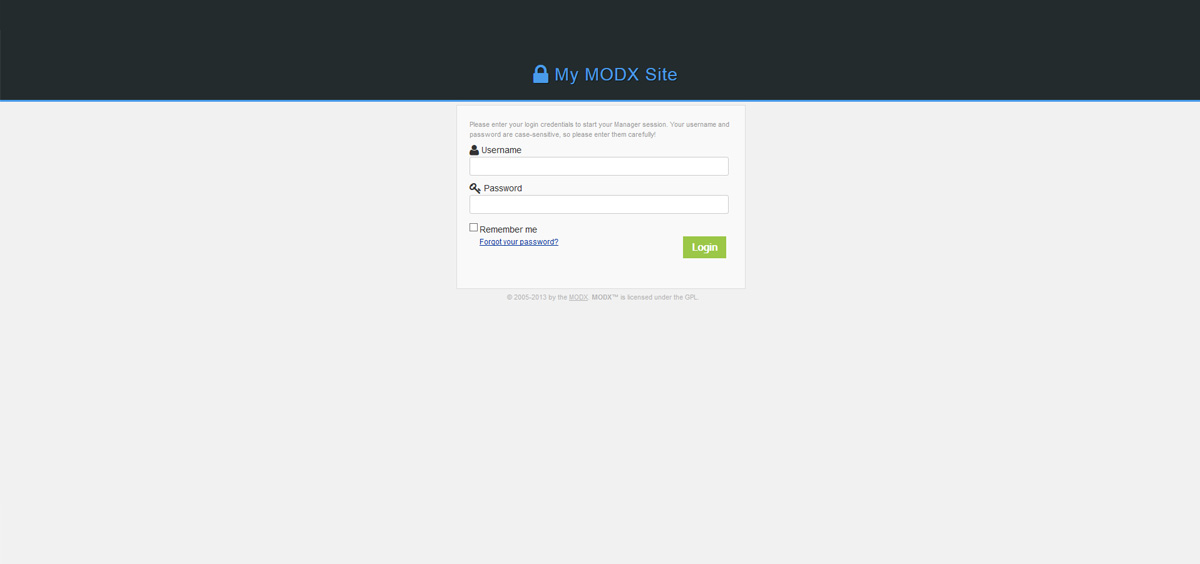 My MODX Site
Please enter your login credentials to start your Manager session. Your username and
password are case-sensitive, so please enter them carefully!
Username
Password
Remember me
Forgot your password?
Login
© 2005-2013 by the MODX. MODX™ is licensed under the GPL.